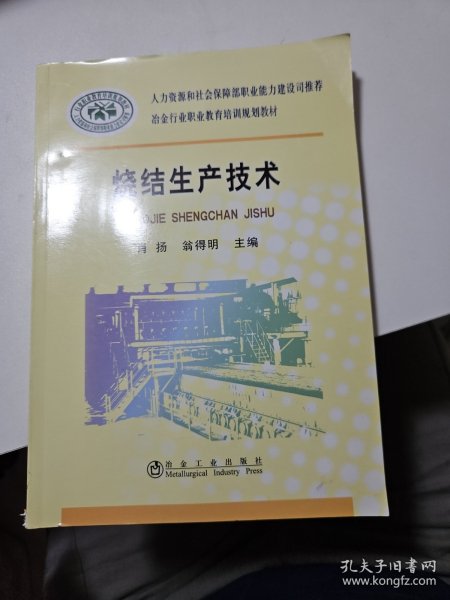 人力资源和社会保障部职业能力建设司推荐
冶金行业职业教育培训规划教材
烧结生产技术
JIE SHENGCHAN JISHU
肖 扬 翁得明 主编
冶金工业出版社
Metallurgical Industry Press
孔夫子旧书网
www.kongfz.com